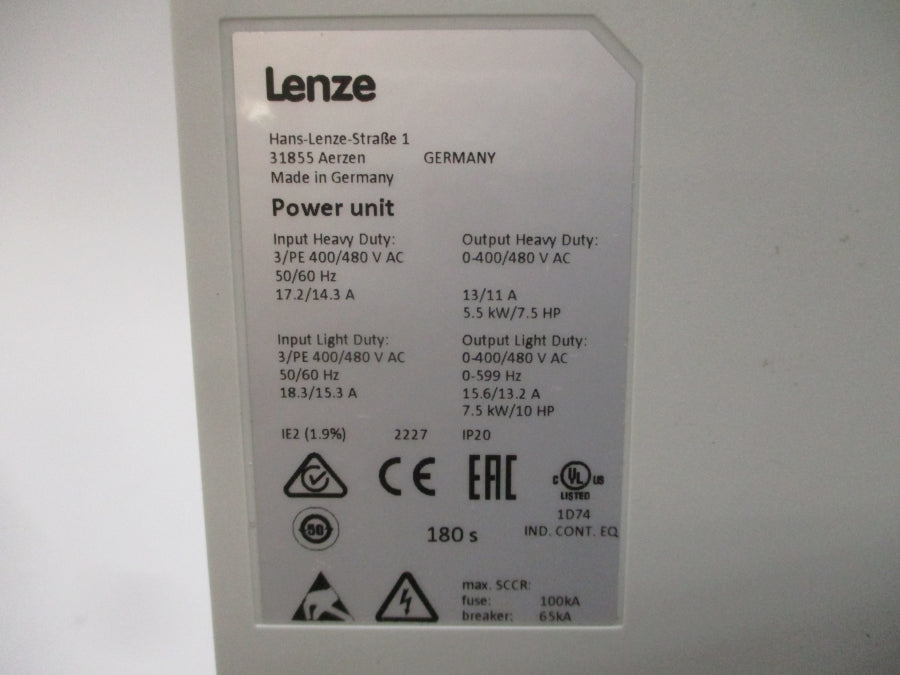 Lenze
Hans-Lenze-Straße 1
31855 Aerzen GERMANY
Made in Germany
Power unit
Input Heavy Duty:
3/PE 400/480 V AC
50/60 Hz
17.2/14.3 A
Output Heavy Duty:
0-400/480 V AC
13/11 A
5.5 kW/7.5 HP
Input Light Duty:
3/PE 400/480 V AC
50/60 Hz
18.3/15.3 A
Output Light Duty:
0-400/480 V AC
0-599 Hz
15.6/13.2 A
7.5 kW/10 HP
IE2 (1.9%) 2227 IP20
CE EAC c UL us
LISTED
1D74
IND. CONT. EQ
50
180 s
max. SCCR:
fuse: 100kA
breaker: 65kA